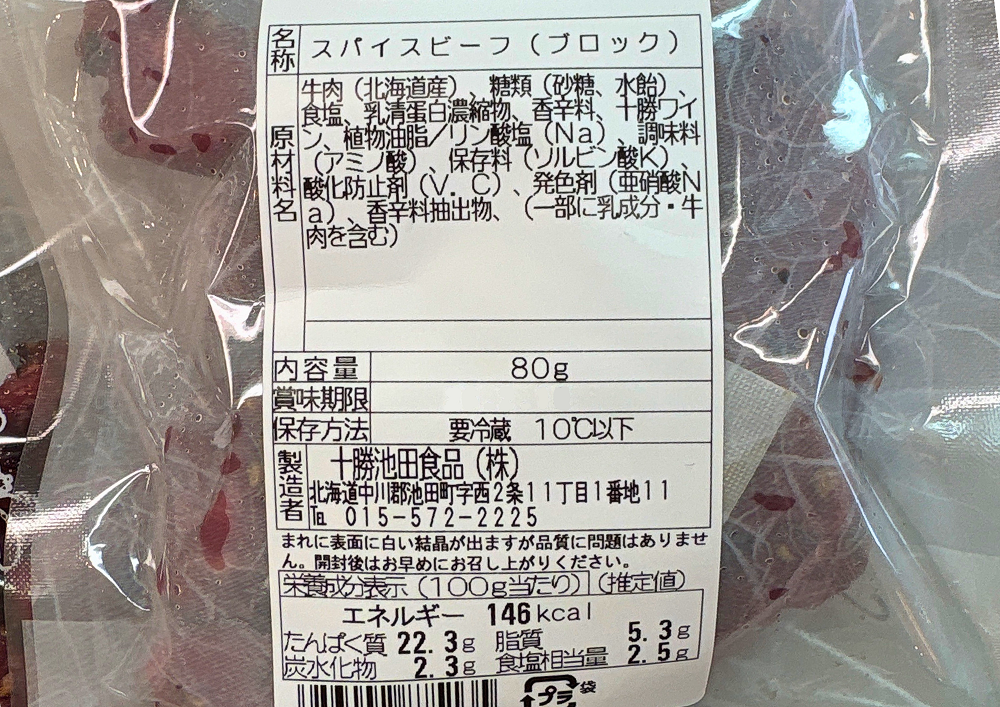 名称 スパイスビーフ（ブロック）
原材料名 牛肉（北海道産）、糖類（砂糖、水飴）、
食塩、乳清蛋白濃縮物、香辛料、十勝ワイ
ン、植物油脂／リン酸塩（Na）、調味料
（アミノ酸）、保存料（ソルビン酸K）、
酸化防止剤（V．C）、発色剤（亜硝酸N
a）、香辛料抽出物、（一部に乳成分・牛
肉を含む）
内容量 80g
賞味期限
保存方法 要冷蔵 10℃以下
製造者 十勝池田食品（株）
北海道中川郡池田町字西2条11丁目1番地11
℡ 015-572-2225
まれに表面に白い結晶が出ますが品質に問題はありませ
ん。開封後はお早めにお召し上がりください。
栄養成分表示（100g当たり）（推定値）
エネルギー 146kcal
たんぱく質 22.3g 脂質 5.3g
炭水化物 2.3g 食塩相当量 2.5g
プラ 袋